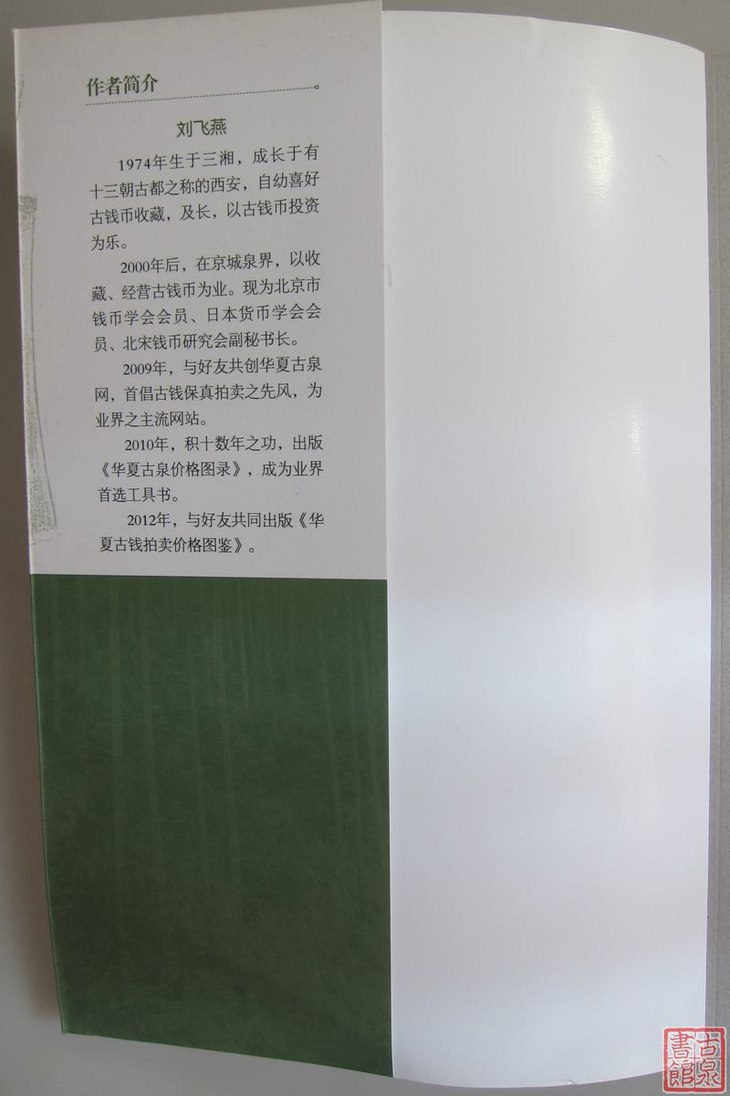 作者简介
刘飞燕
1974年生于三湘，成长于有
十三朝古都之称的西安，自幼喜好
古钱币收藏，及长，以古钱币投资
为乐。
2000年后，在京城泉界，以收
藏、经营古钱币为业。现为北京市
钱币学会会员、日本货币学会会
员、北宋钱币研究会副秘书长。
2009年，与好友共创华夏古泉
网，首倡古钱保真拍卖之先风，为
业界之主流网站。
2010年，积十数年之功，出版
《华夏古泉价格图录》，成为业界
首选工具书。
2012年，与好友共同出版《华
夏古钱拍卖价格图鉴》。
古泉
書館